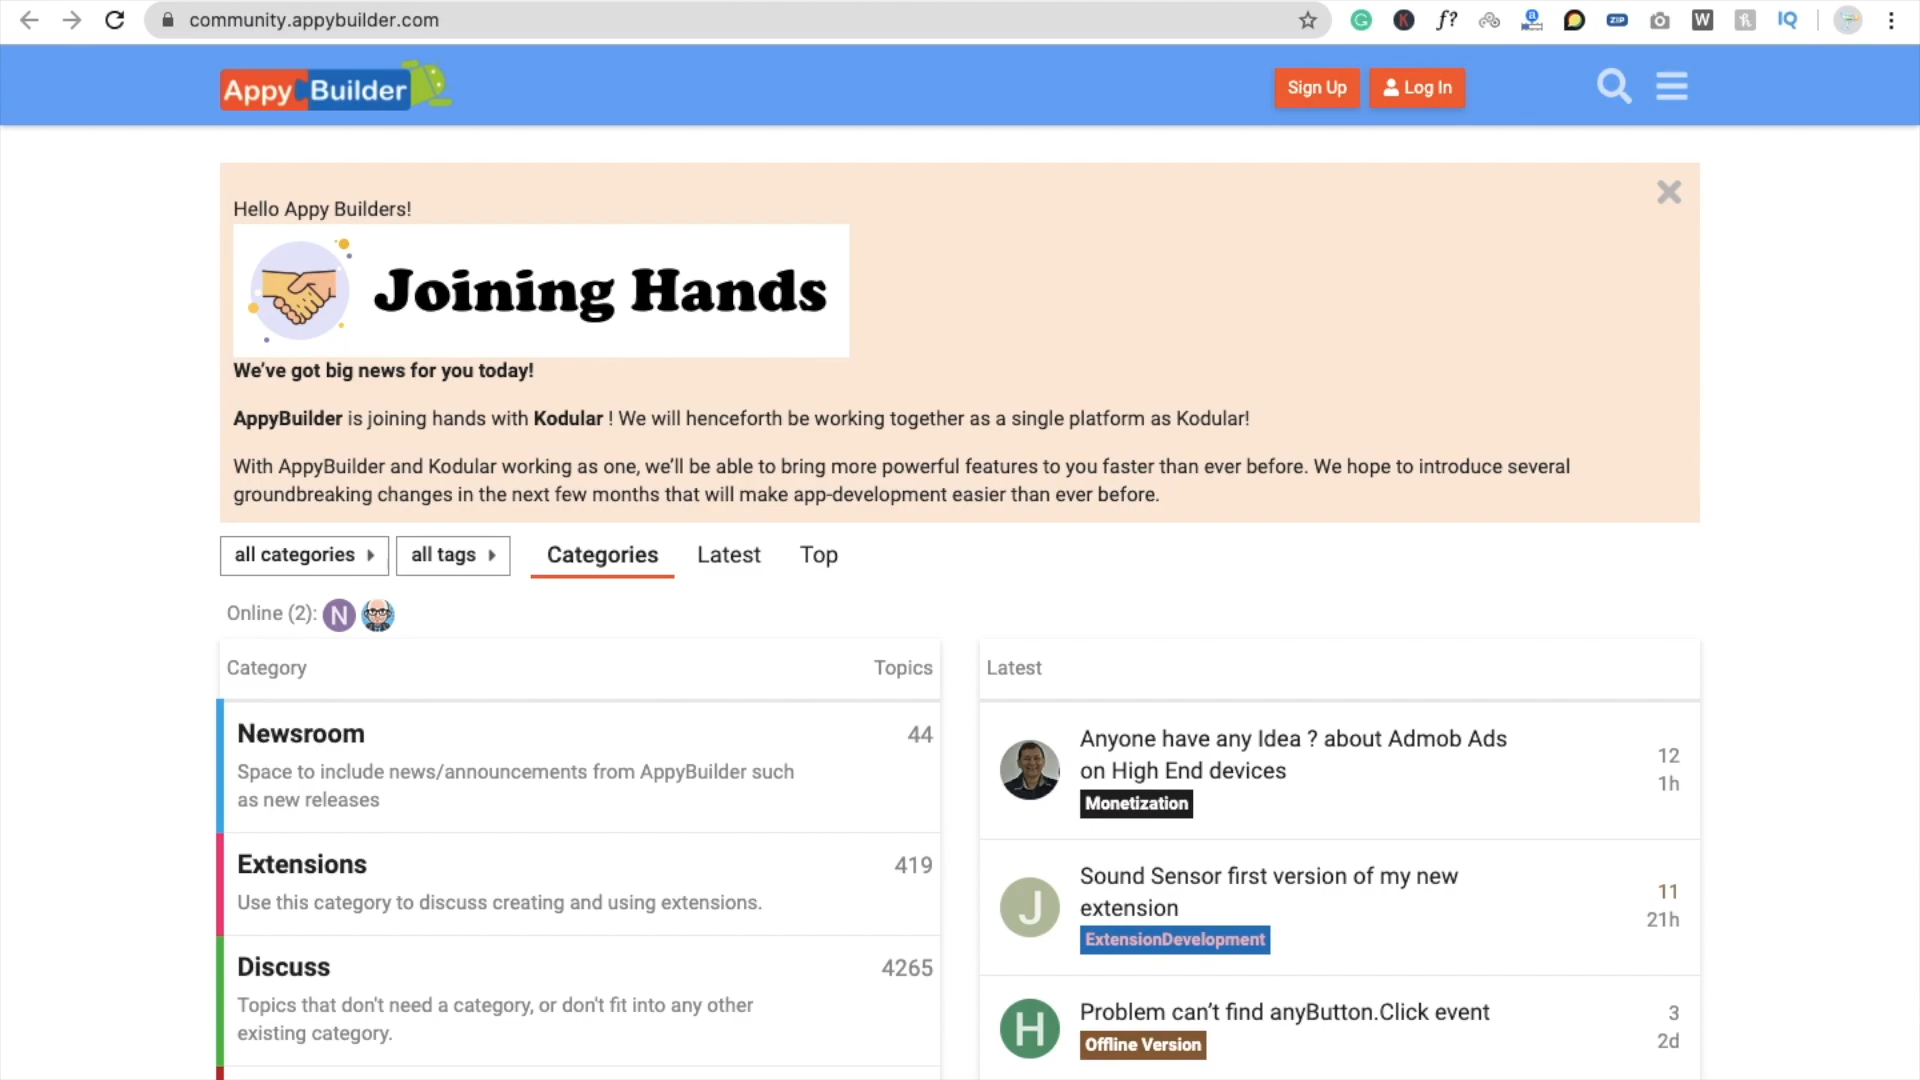 community.appybuilder.com
f?
ZIP
W
IQ
Appy Builder
Sign Up
Log In
Hello Appy Builders!
Joining Hands
We’ve got big news for you today!
AppyBuilder is joining hands with Kodular ! We will henceforth be working together as a single platform as Kodular!
With AppyBuilder and Kodular working as one, we’ll be able to bring more powerful features to you faster than ever before. We hope to introduce several
groundbreaking changes in the next few months that will make app-development easier than ever before.
all categories
all tags
Categories
Latest
Top
Online (2):
N
Category
Topics
Newsroom
44
Space to include news/announcements from AppyBuilder such
as new releases
Extensions
419
Use this category to discuss creating and using extensions.
Discuss
4265
Topics that don't need a category, or don't fit into any other
existing category.
Latest
Anyone have any Idea ? about Admob Ads
on High End devices
Monetization
12
1h
J
Sound Sensor first version of my new
extension
ExtensionDevelopment
11
21h
H
Problem can’t find anyButton.Click event
Offline Version
3
2d